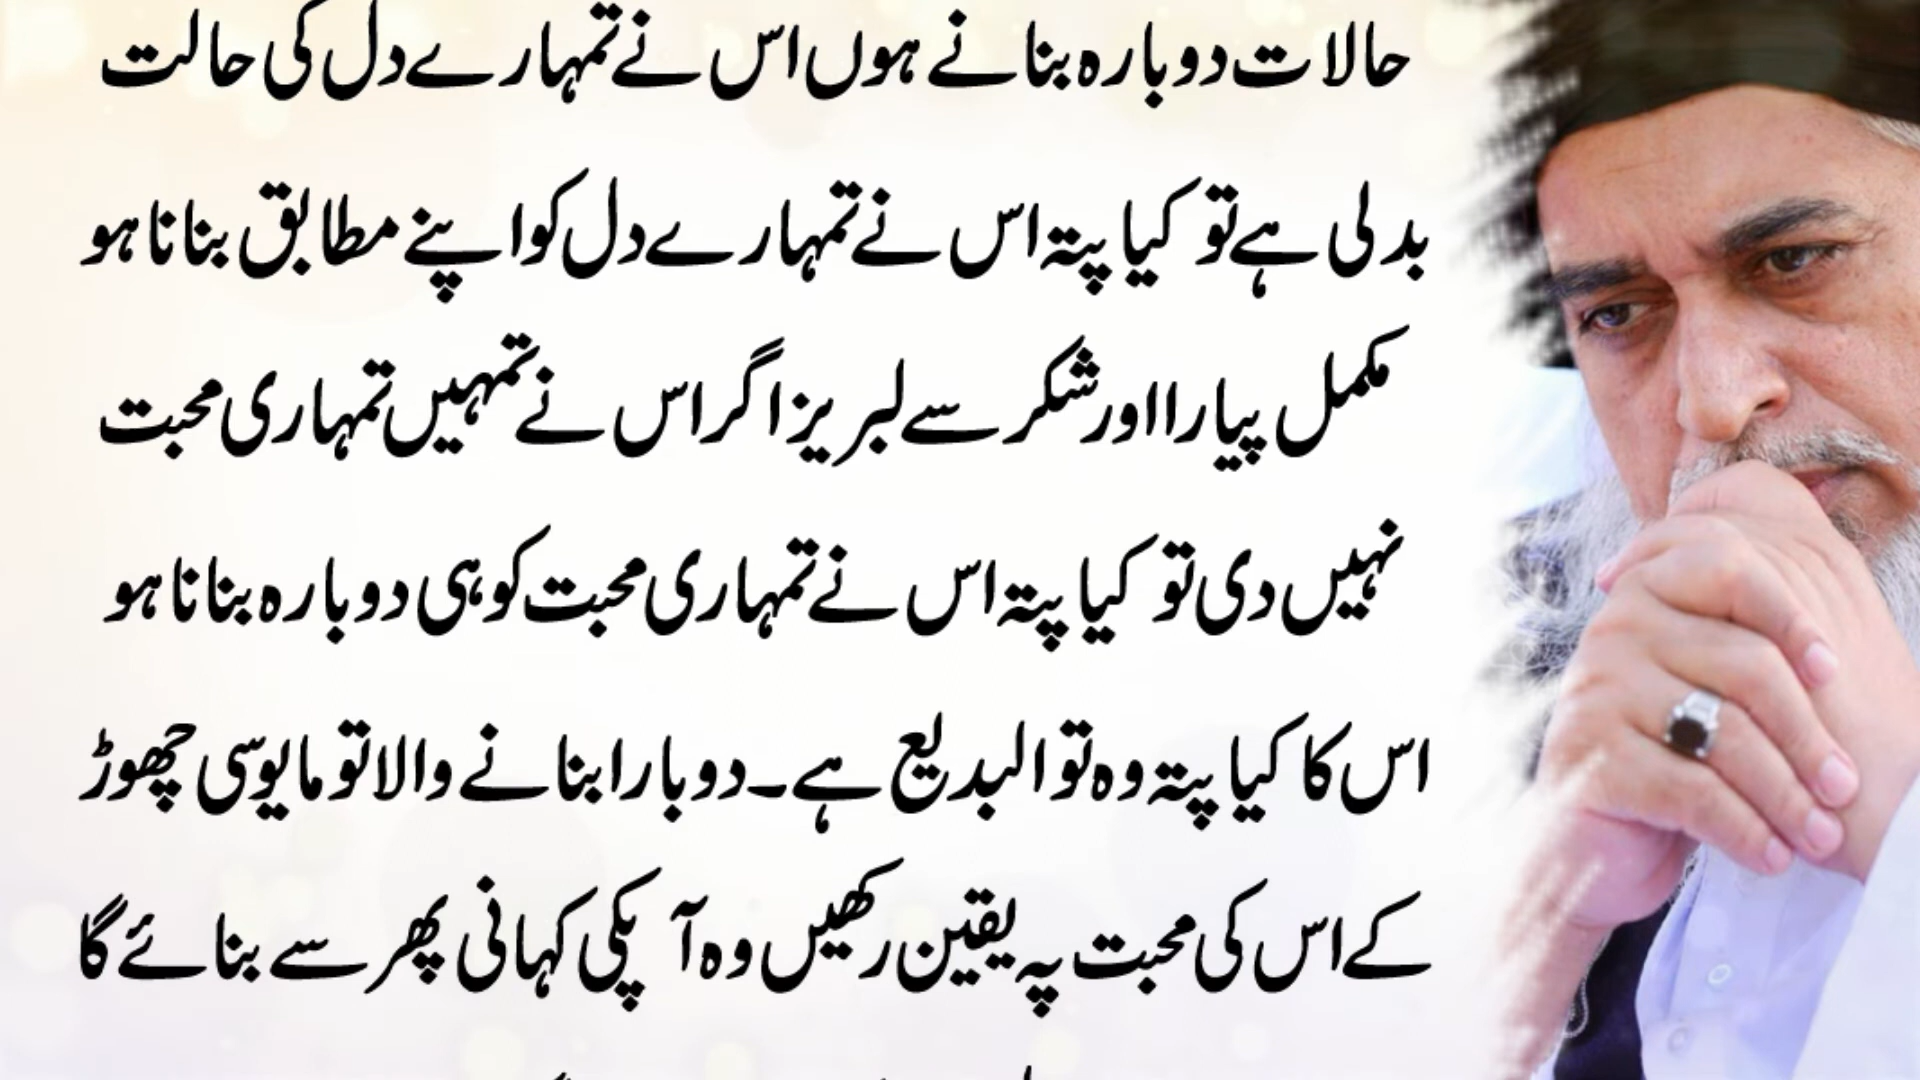 حالات دوبارہ بنانے ہوں اس نے تمہارے دل کی حالت
بدلی ہے تو کیا پتہ اس نے تمہارے دل کو اپنے مطابق بنانا ہو
مکمل پیارا اور شکر سے لبریز اگر اس نے تمہیں تمہاری محبت
نہیں دی تو کیا پتہ اس نے تمہاری محبت کو ہی دوبارہ بنانا ہو
اس کا کیا پتہ وہ تو البدیع ہے۔ دوبارا بنانے والا تو مایوسی چھوڑ
کے اس کی محبت پہ یقین رکھیں وہ آپکی کہانی پھر سے بنائے گا